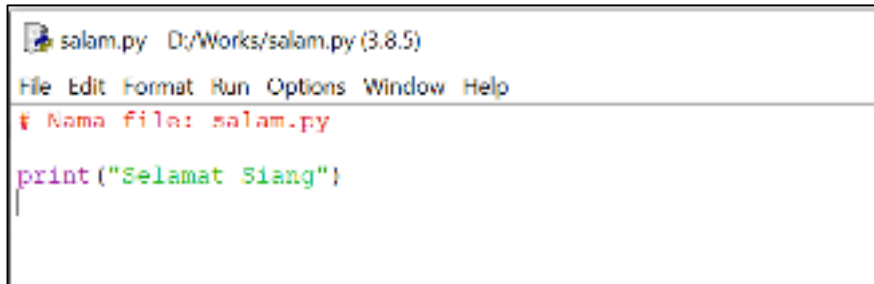 salam.py D:/Works/salam.py (3.8.5)
File Edit Format Run Options Window Help
# Nama file: salam.py
print("Selamat Siang")